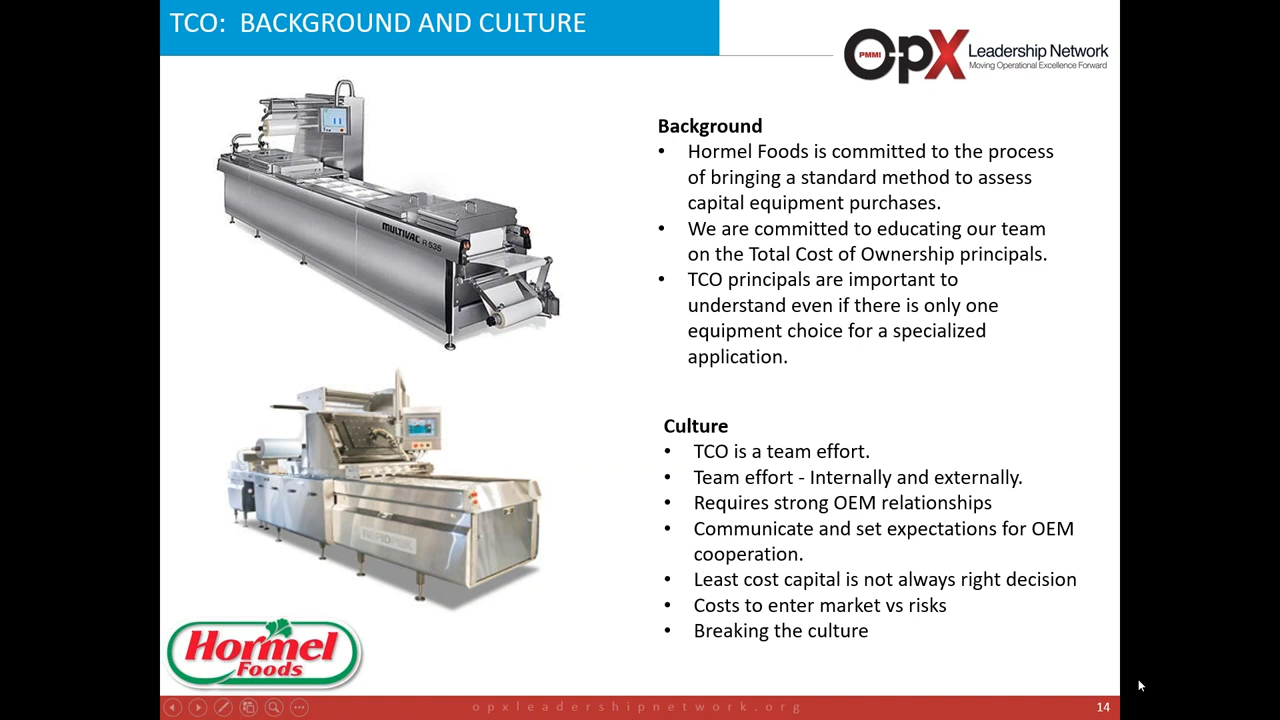 TCO: BACKGROUND AND CULTURE
PMMI
OpX
Leadership Network
Moving Operational Excellence Forward
MULTIVAC R 535
Background
• Hormel Foods is committed to the process
of bringing a standard method to assess
capital equipment purchases.
• We are committed to educating our team
on the Total Cost of Ownership principals.
• TCO principals are important to
understand even if there is only one
equipment choice for a specialized
application.
Culture
• TCO is a team effort.
• Team effort - Internally and externally.
• Requires strong OEM relationships
• Communicate and set expectations for OEM
cooperation.
• Least cost capital is not always right decision
• Costs to enter market vs risks
• Breaking the culture
RAPIDPAK
Hormel
Foods
opxleadershipnetwork.org
14